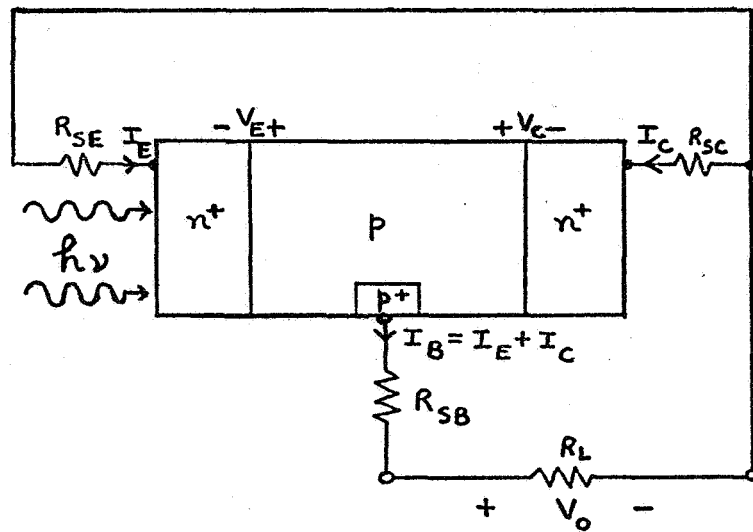 R_SE I_E - V_E + + V_C - I_C R_SC
n+ p n+
hν
p+
I_B = I_E + I_C
R_SB
R_L
+ V_o -